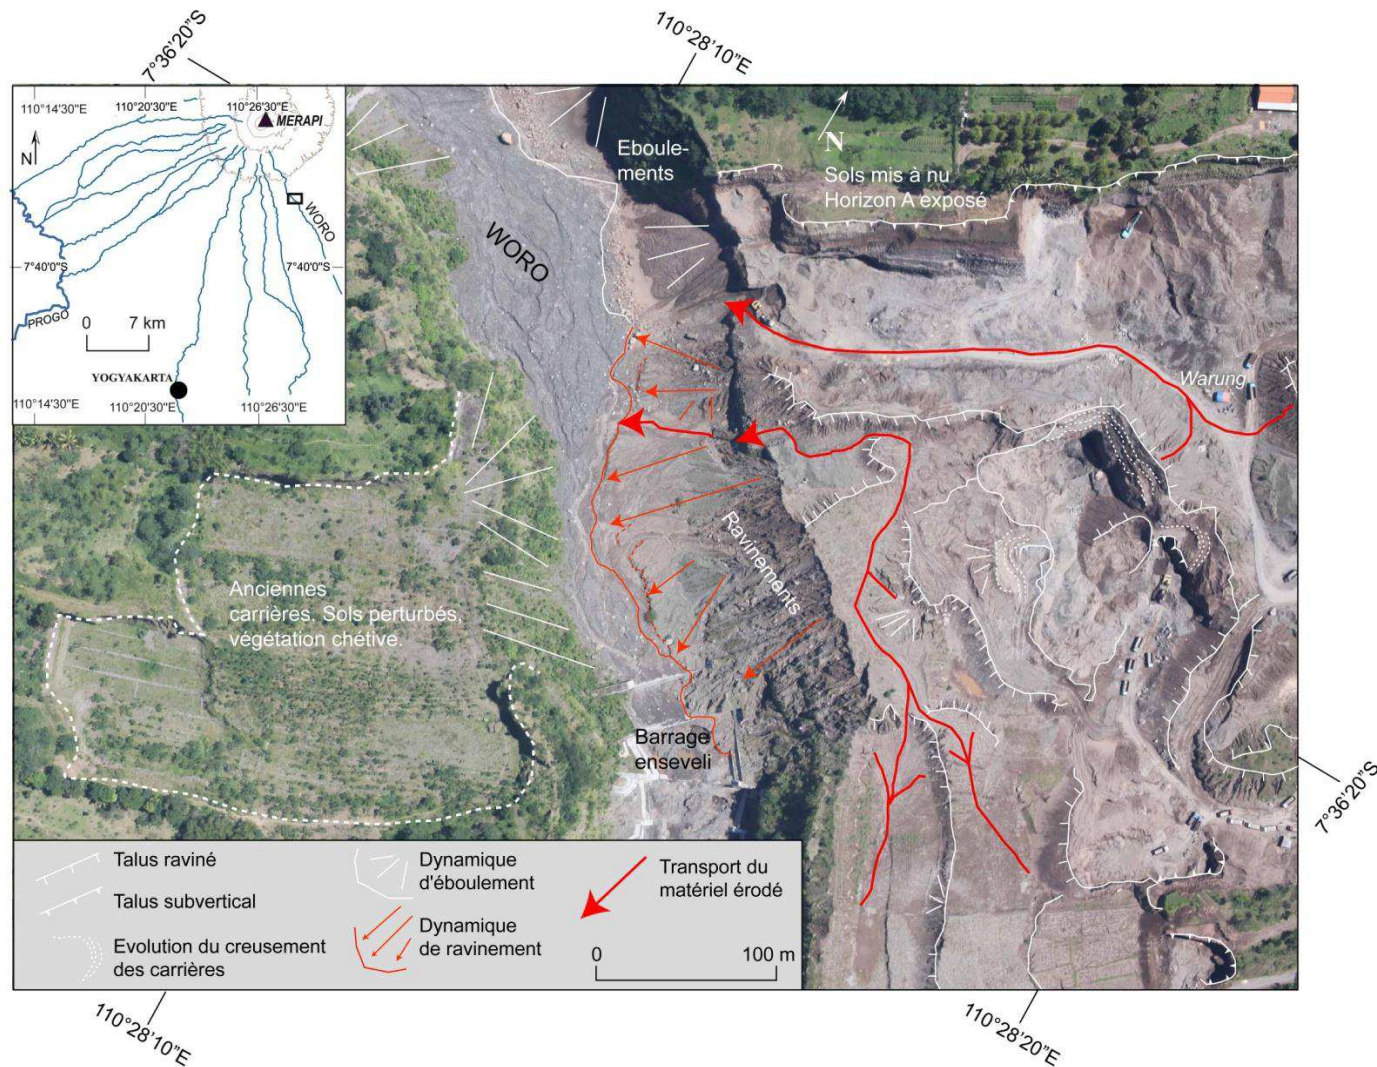 110°28'10"E
7°36'20"S
110°14'30"E
110°20'30"E
110°26'30"E
MERAPI
N
WORO
7°40'0"S
7°40'0"S
PROGO
0
7 km
YOGYAKARTA
110°14'30"E
110°20'30"E
110°26'30"E
Eboule-
ments
N
Sols mis à nu
Horizon A exposé
WORO
Warung
Ravinements
Anciennes
carrières. Sols perturbés,
végétation chétive.
Barrage
enseveli
7°36'20"S
Talus raviné
Talus subvertical
Evolution du creusement
des carrières
Dynamique
d'éboulement
Dynamique
de ravinement
Transport du
matériel érodé
0
100 m
110°28'10"E
110°28'20"E